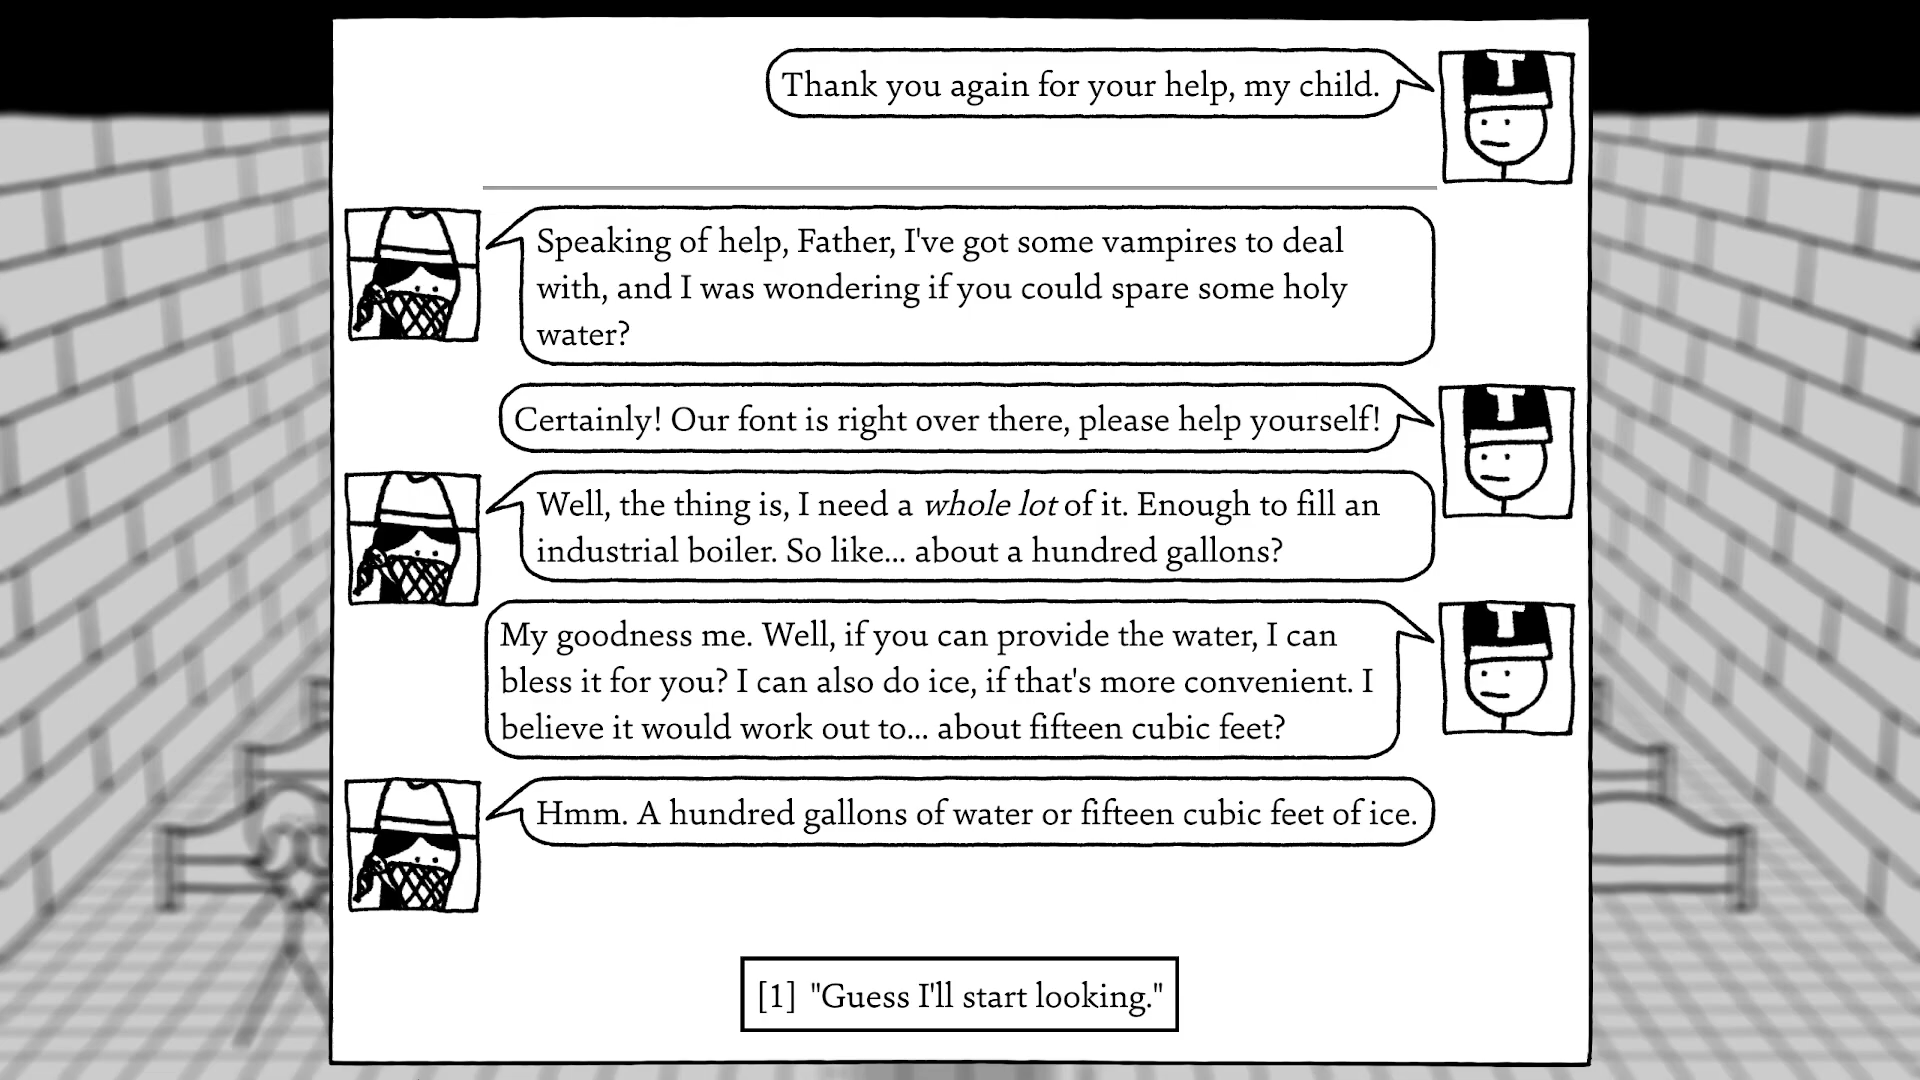 Thank you again for your help, my child.
Speaking of help, Father, I've got some vampires to de
with, and I was wondering if you could spare some holy
water?
Certainly! Our font is right over there, please help yourself!
Well, the thing is, I need a whole lot of it. Enough to fill an
industrial boiler. So like... about a hundred gallons?
My goodness me. Well, if you can provide the water, I can
bless it for you? I can also do ice, if that's more convenient. I
believe it would work out to... about fifteen cubic feet?
Hmm. A hundred gallons of water or fifteen cubic feet of ice.
[1] "Guess I'll start looking."